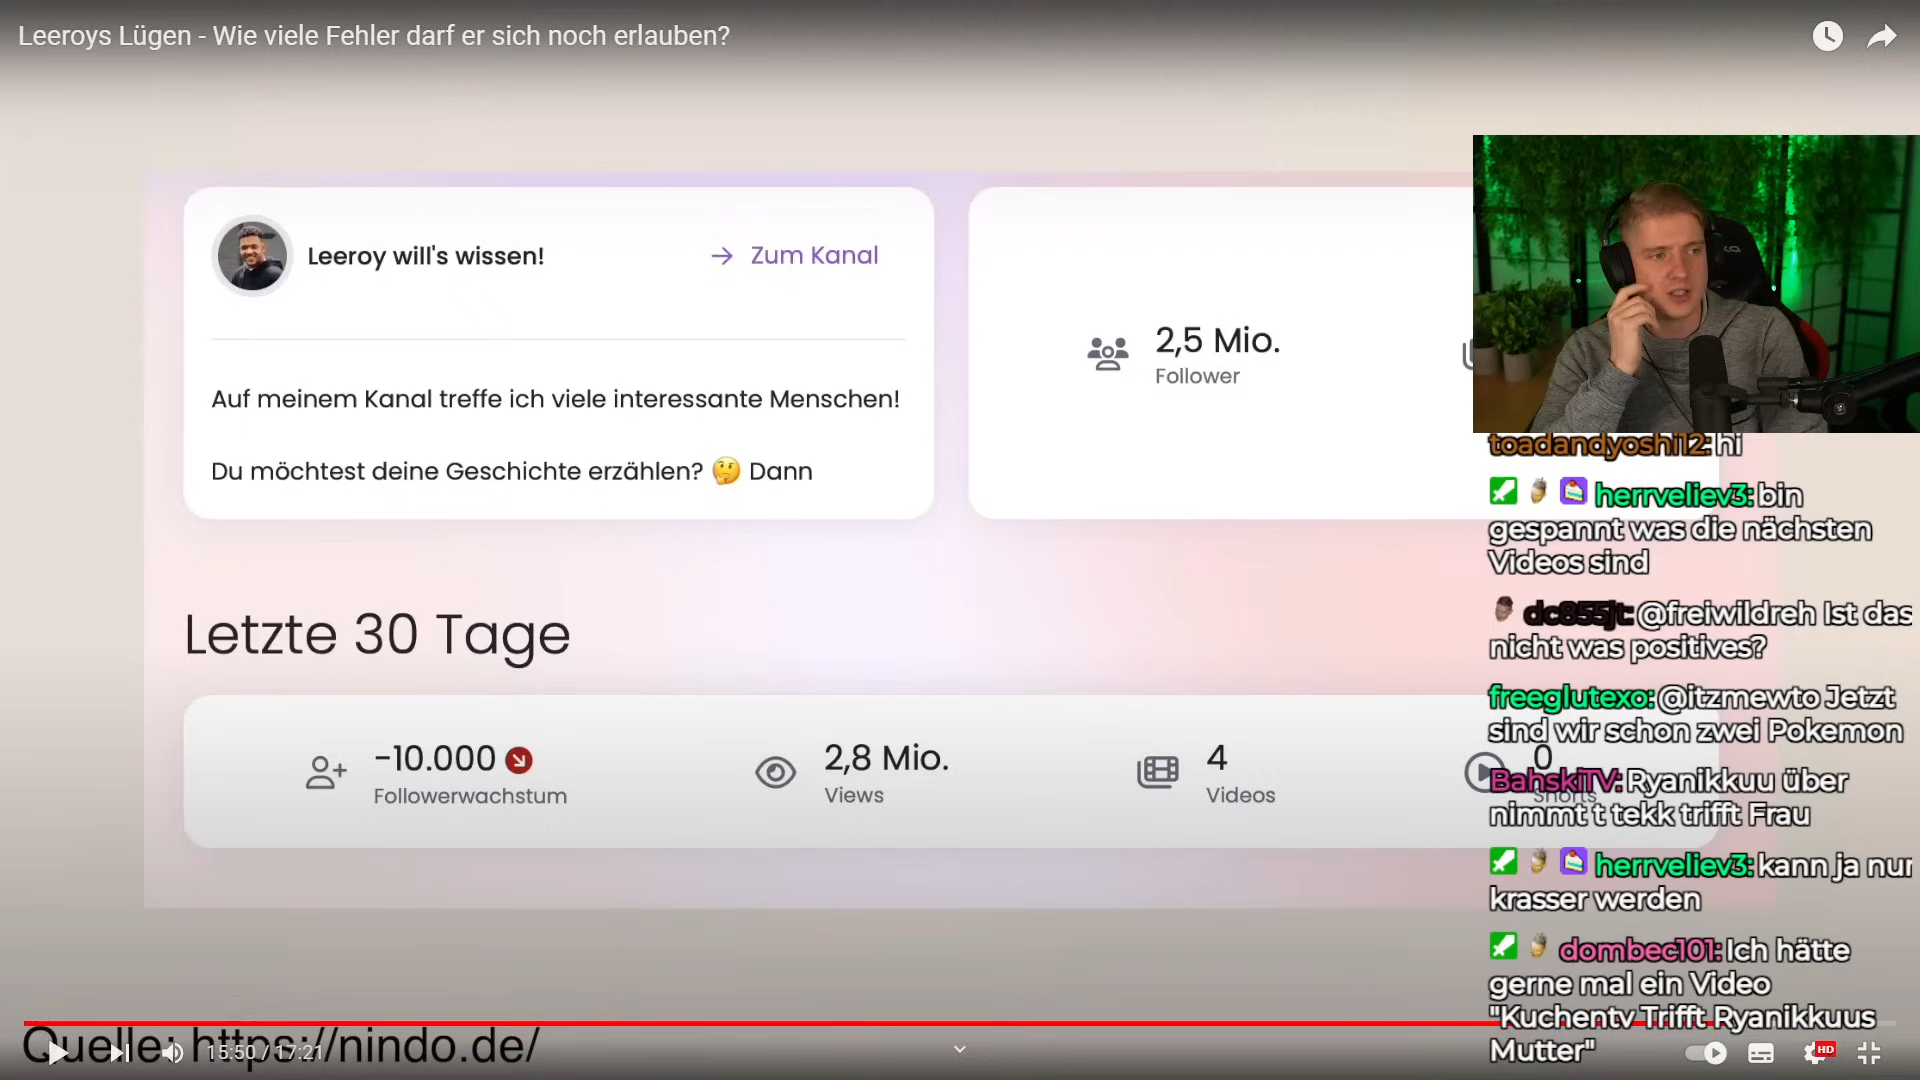 Leeroys Lügen - Wie viele Fehler darf er sich noch erlauben?
Leeroy will's wissen!
Zum Kanal
Auf meinem Kanal treffe ich viele interessante Menschen!
Du möchtest deine Geschichte erzählen? 🤔 Dann
2,5 Mio.
Follower
Letzte 30 Tage
-10.000
Followerwachstum
2,8 Mio.
Views
4
Videos
0
Shorts
toadandyoshi12: hi
herrveliev3: bin
gespannt was die nächsten
Videos sind
dc855jt: @freiwildreh Ist das
nicht was positives?
freeglutexo: @itzmewto Jetzt
sind wir schon zwei Pokemon
BahskiTV: Ryanikkuu über
nimmt t tekk trifft Frau
herrveliev3: kann ja nur
krasser werden
dombec101: Ich hätte
gerne mal ein Video
"Kuchentv Trifft Ryanikkuus
Mutter"
Quelle: https://nindo.de/
15:50 / 17:21
HD